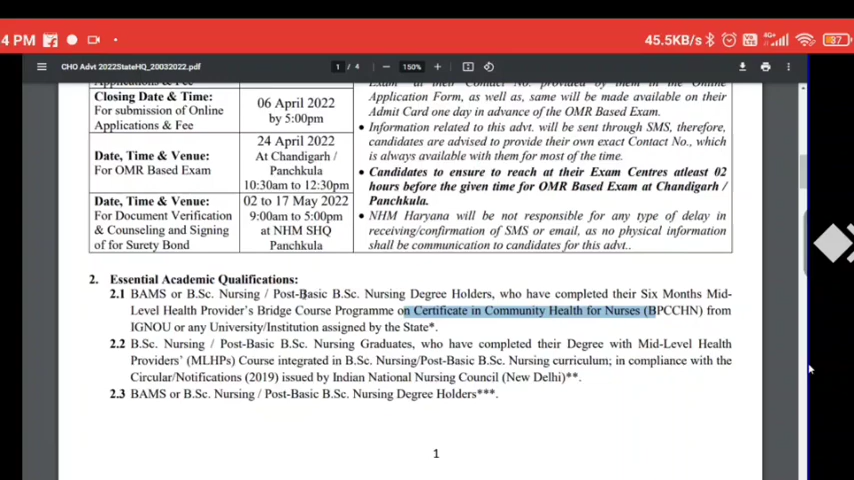 4 PM
45.5KB/s 4G+ 37
CHO Advt 2022StateHQ_20032022.pdf 1 / 4 150%
Applications & Fee
Exam at their Contact No. provided by them in the Online
Closing Date & Time:
For submission of Online
Applications & Fee
06 April 2022
by 5:00pm
Application Form, as well as, same will be made available on their
Admit Card one day in advance of the OMR Based Exam.
• Information related to this advt. will be sent through SMS, therefore,
candidates are advised to provide their own exact Contact No., which
is always available with them for most of the time.
Date, Time & Venue:
For OMR Based Exam
24 April 2022
At Chandigarh /
Panchkula
10:30am to 12:30pm
• Candidates to ensure to reach at their Exam Centres atleast 02
hours before the given time for OMR Based Exam at Chandigarh /
Panchkula.
Date, Time & Venue:
For Document Verification
& Counseling and Signing
of for Surety Bond
02 to 17 May 2022
9:00am to 5:00pm
at NHM SHQ
Panchkula
• NHM Haryana will be not responsible for any type of delay in
receiving/confirmation of SMS or email, as no physical information
shall be communication to candidates for this advt..
2. Essential Academic Qualifications:
2.1 BAMS or B.Sc. Nursing / Post-Basic B.Sc. Nursing Degree Holders, who have completed their Six Months Mid-
Level Health Provider's Bridge Course Programme on Certificate in Community Health for Nurses (BPCCHN) from
IGNOU or any University/Institution assigned by the State*.
2.2 B.Sc. Nursing / Post-Basic B.Sc. Nursing Graduates, who have completed their Degree with Mid-Level Health
Providers' (MLHPs) Course integrated in B.Sc. Nursing/Post-Basic B.Sc. Nursing curriculum; in compliance with the
Circular/Notifications (2019) issued by Indian National Nursing Council (New Delhi)**.
2.3 BAMS or B.Sc. Nursing / Post-Basic B.Sc. Nursing Degree Holders***.
1